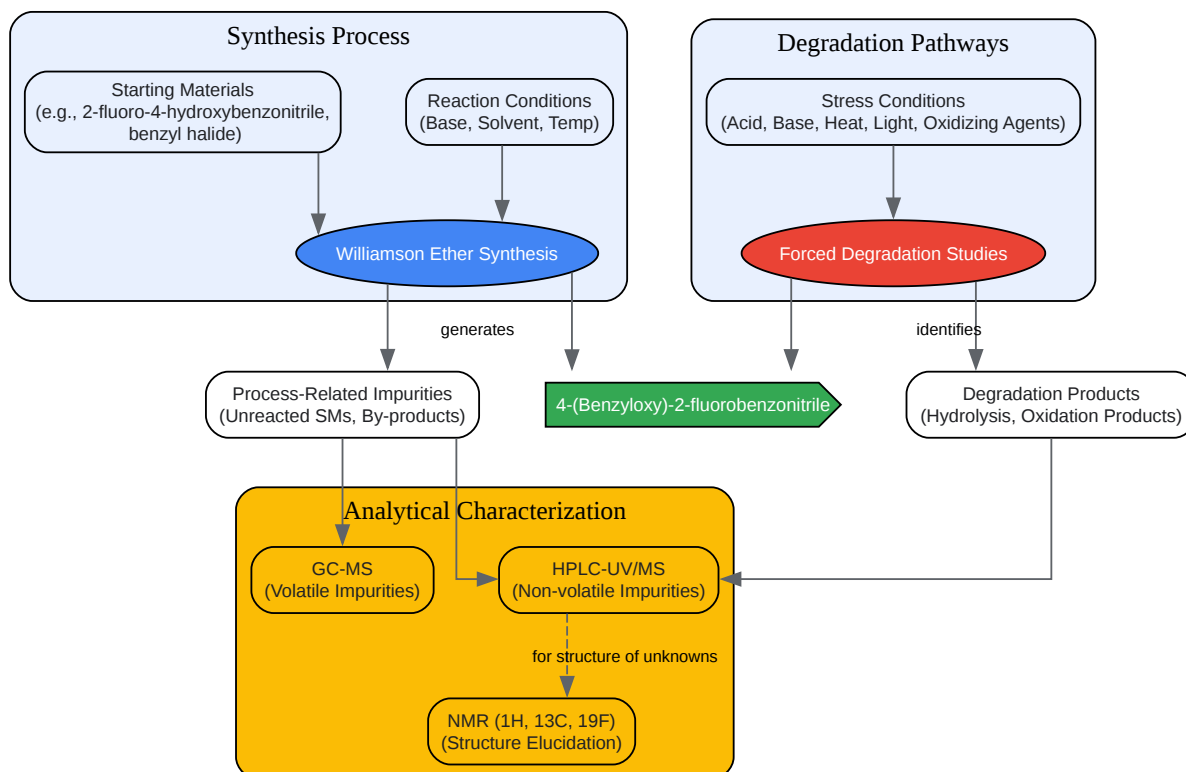 Synthesis Process
Starting Materials
(e.g., 2-fluoro-4-hydroxybenzonitrile,
benzyl halide)
Reaction Conditions
(Base, Solvent, Temp)
Williamson Ether Synthesis
Degradation Pathways
Stress Conditions
(Acid, Base, Heat, Light, Oxidizing Agents)
Forced Degradation Studies
generates
identifies
Process-Related Impurities
(Unreacted SMs, By-products)
4-(Benzyloxy)-2-fluorobenzonitrile
Degradation Products
(Hydrolysis, Oxidation Products)
Analytical Characterization
GC-MS
(Volatile Impurities)
HPLC-UV/MS
(Non-volatile Impurities)
for structure of unknowns
NMR (1H, 13C, 19F)
(Structure Elucidation)